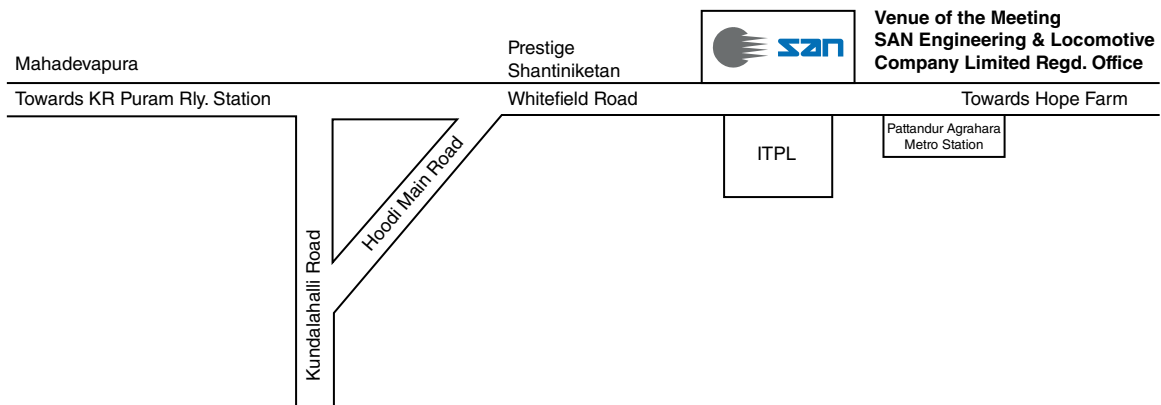 Venue of the Meeting
SAN Engineering & Locomotive
Company Limited Regd. Office
san
Prestige
Shantiniketan
Mahadevapura
Towards KR Puram Rly. Station
Whitefield Road
Towards Hope Farm
Pattandur Agrahara
Metro Station
ITPL
Hoodi Main Road
Kundalahalli Road